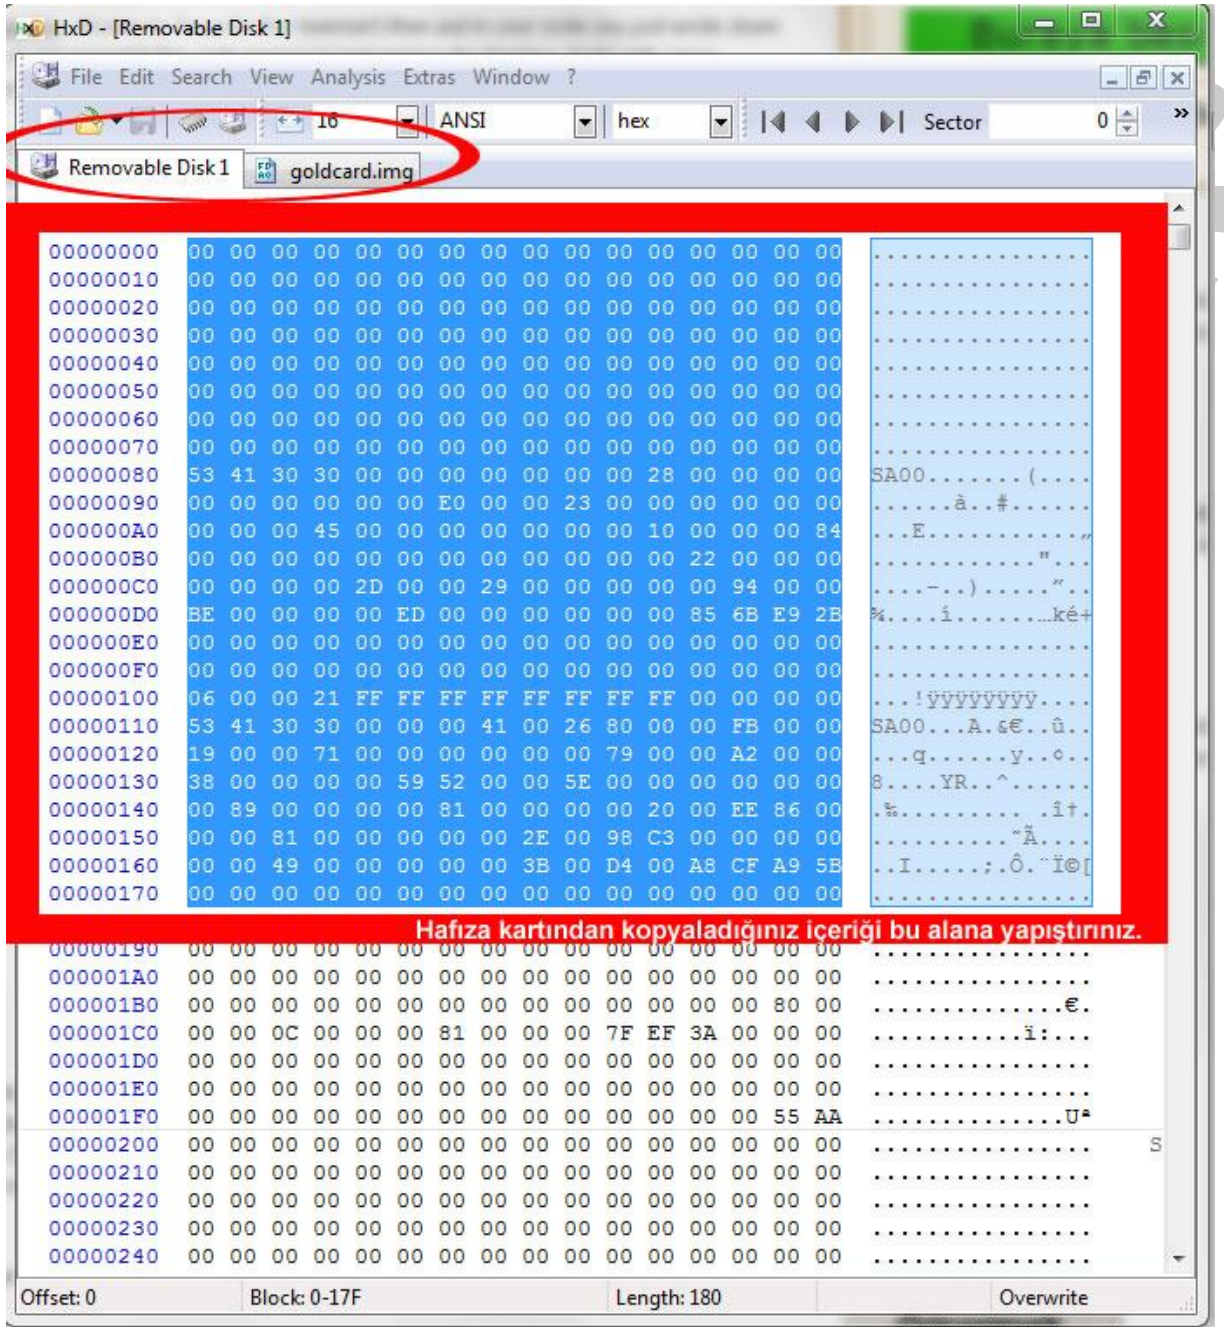 HxD - [Removable Disk 1]
File Edit Search View Analysis Extras Window ?
16 ANSI hex Sector 0
Removable Disk 1 goldcard.img
00000000 00 00 00 00 00 00 00 00 00 00 00 00 00 00 00 00 ................
00000010 00 00 00 00 00 00 00 00 00 00 00 00 00 00 00 00 ................
00000020 00 00 00 00 00 00 00 00 00 00 00 00 00 00 00 00 ................
00000030 00 00 00 00 00 00 00 00 00 00 00 00 00 00 00 00 ................
00000040 00 00 00 00 00 00 00 00 00 00 00 00 00 00 00 00 ................
00000050 00 00 00 00 00 00 00 00 00 00 00 00 00 00 00 00 ................
00000060 00 00 00 00 00 00 00 00 00 00 00 00 00 00 00 00 ................
00000070 00 00 00 00 00 00 00 00 00 00 00 00 00 00 00 00 ................
00000080 53 41 30 30 00 00 00 00 00 00 00 28 00 00 00 00 SA00.......(....
00000090 00 00 00 00 00 00 E0 00 00 23 00 00 00 00 00 00 ......à..#......
000000A0 00 00 00 45 00 00 00 00 00 00 00 10 00 00 00 84 ...E...........„
000000B0 00 00 00 00 00 00 00 00 00 00 00 00 22 00 00 00 ............"...
000000C0 00 00 00 00 2D 00 00 29 00 00 00 00 00 94 00 00 ....-..).....”..
000000D0 BE 00 00 00 00 ED 00 00 00 00 00 00 85 6B E9 2B ¾....í......…ké+
000000E0 00 00 00 00 00 00 00 00 00 00 00 00 00 00 00 00 ................
000000F0 00 00 00 00 00 00 00 00 00 00 00 00 00 00 00 00 ................
00000100 06 00 00 21 FF FF FF FF FF FF FF FF 00 00 00 00 ...!ÿÿÿÿÿÿÿÿ....
00000110 53 41 30 30 00 00 00 41 00 26 80 00 00 FB 00 00 SA00...A.&€..û..
00000120 19 00 00 71 00 00 00 00 00 00 79 00 00 A2 00 00 ...q......y..¢..
00000130 38 00 00 00 00 59 52 00 00 5E 00 00 00 00 00 00 8....YR..^......
00000140 00 89 00 00 00 00 81 00 00 00 00 20 00 EE 86 00 .‰......... .î†.
00000150 00 00 81 00 00 00 00 00 2E 00 98 C3 00 00 00 00 ..........˜Ã....
00000160 00 00 49 00 00 00 00 00 3B 00 D4 00 A8 CF A9 5B ..I.....;.Ô.¨Ï©[
00000170 00 00 00 00 00 00 00 00 00 00 00 00 00 00 00 00 ................
Hafıza kartından kopyaladığınız içeriği bu alana yapıştırınız.
00000190 00 00 00 00 00 00 00 00 00 00 00 00 00 00 00 00 ................
000001A0 00 00 00 00 00 00 00 00 00 00 00 00 00 00 00 00 ................
000001B0 00 00 00 00 00 00 00 00 00 00 00 00 00 00 80 00 ..............€.
000001C0 00 00 0C 00 00 00 81 00 00 00 7F EF 3A 00 00 00 ...........ï:...
000001D0 00 00 00 00 00 00 00 00 00 00 00 00 00 00 00 00 ................
000001E0 00 00 00 00 00 00 00 00 00 00 00 00 00 00 00 00 ................
000001F0 00 00 00 00 00 00 00 00 00 00 00 00 00 00 55 AA ..............Uª
00000200 00 00 00 00 00 00 00 00 00 00 00 00 00 00 00 00 ................ S
00000210 00 00 00 00 00 00 00 00 00 00 00 00 00 00 00 00 ................
00000220 00 00 00 00 00 00 00 00 00 00 00 00 00 00 00 00 ................
00000230 00 00 00 00 00 00 00 00 00 00 00 00 00 00 00 00 ................
00000240 00 00 00 00 00 00 00 00 00 00 00 00 00 00 00 00 ................
Offset: 0 Block: 0-17F Length: 180 Overwrite